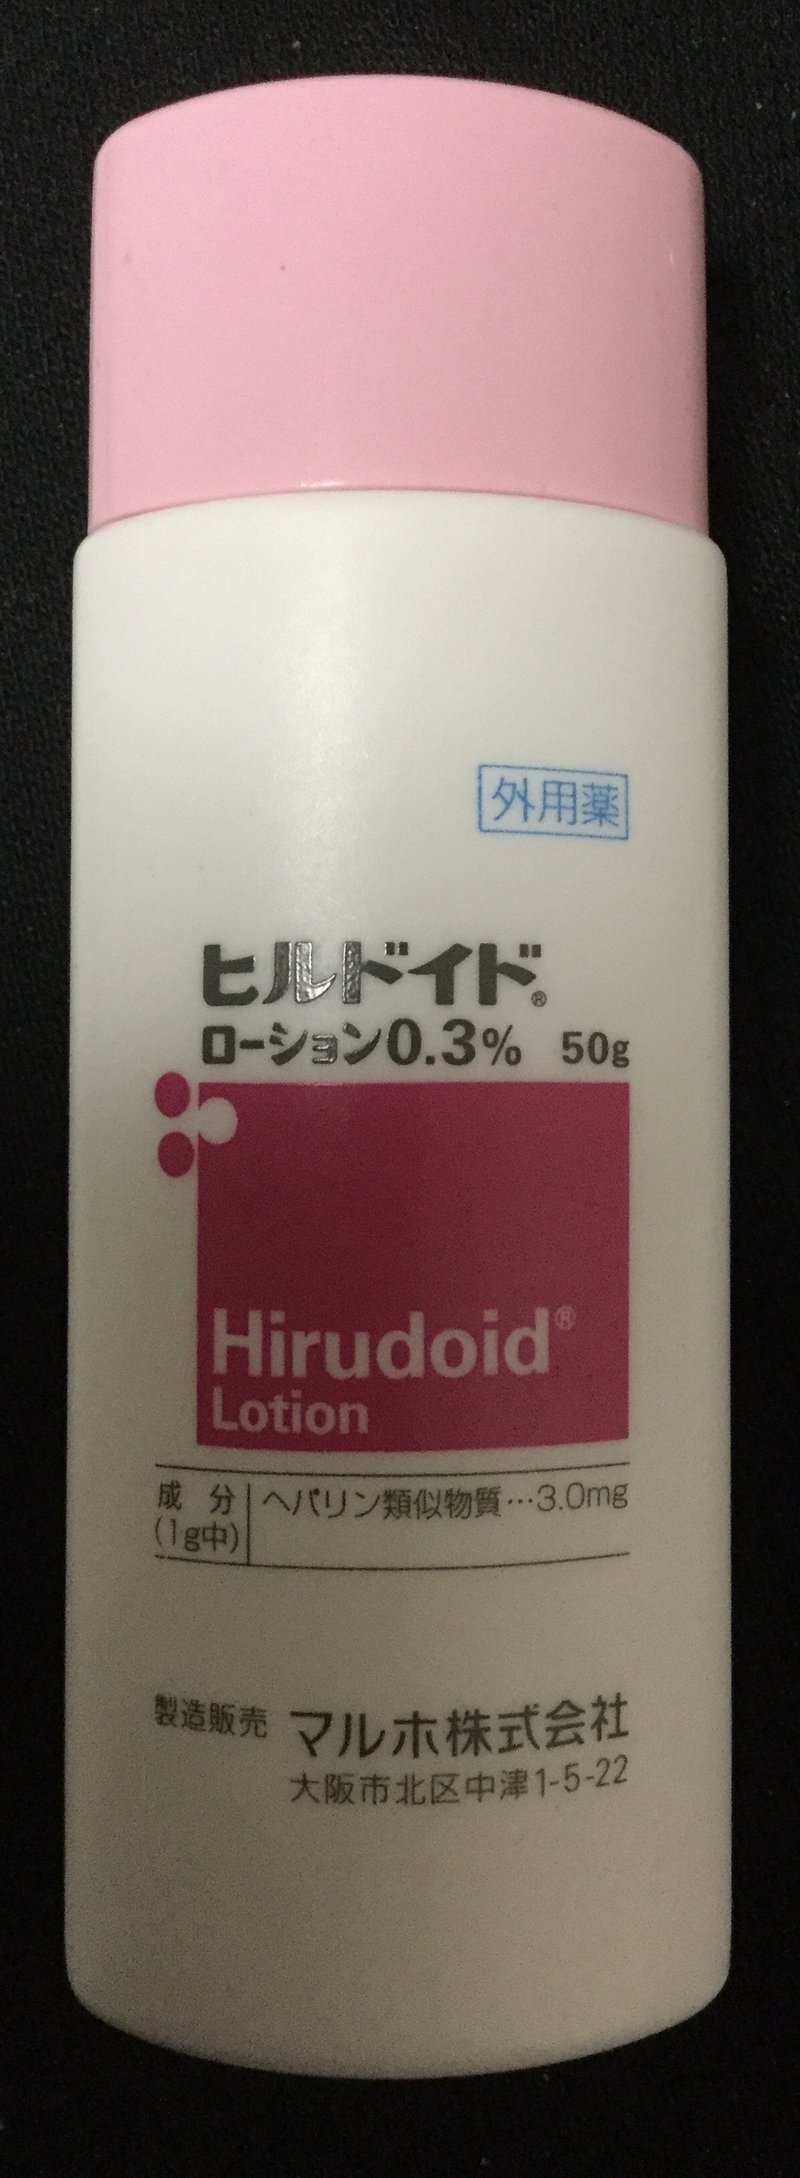 外用薬
ヒルドイド®
ローション0.3% 50g
Hirudoid®
Lotion
成 分 ヘパリン類似物質…3.0mg
(1g中)
製造販売 マルホ株式会社
大阪市北区中津1-5-22